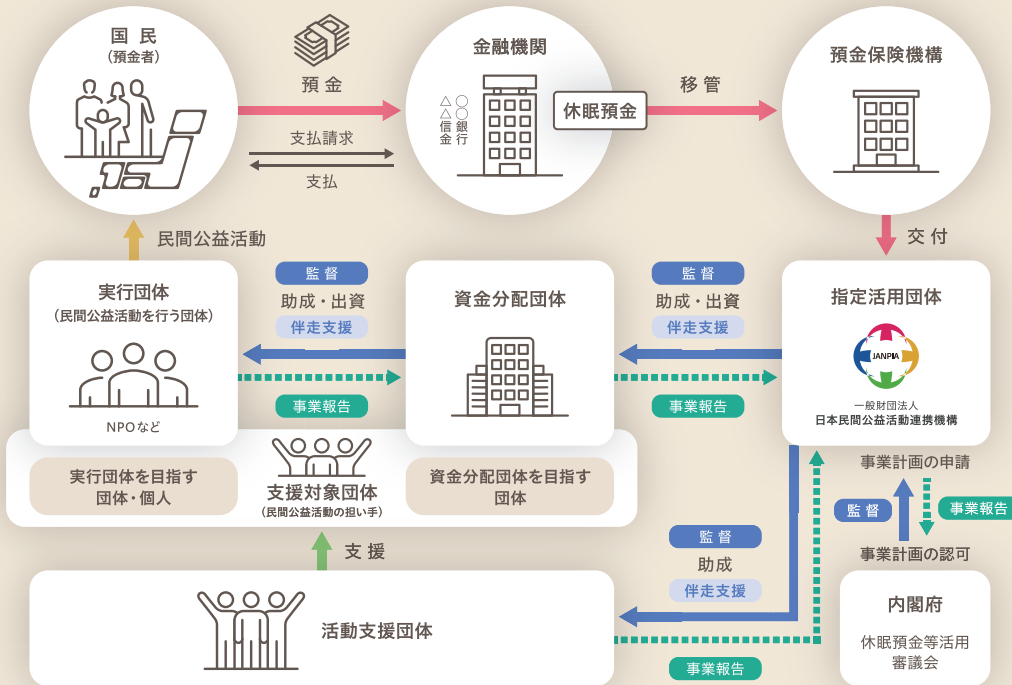 国民
（預金者）
預金
支払請求
支払
金融機関
○○銀行
△△信金
休眠預金
移管
預金保険機構
民間公益活動
交付
実行団体
（民間公益活動を行う団体）
NPOなど
監督
助成・出資
伴走支援
事業報告
資金分配団体
監督
助成・出資
伴走支援
事業報告
指定活用団体
JANPIA
一般財団法人
日本民間公益活動連携機構
実行団体を目指す
団体・個人
支援対象団体
（民間公益活動の担い手）
資金分配団体を目指す
団体
事業計画の申請
監督
事業報告
事業計画の認可
支援
監督
助成
伴走支援
事業報告
活動支援団体
内閣府
休眠預金等活用
審議会